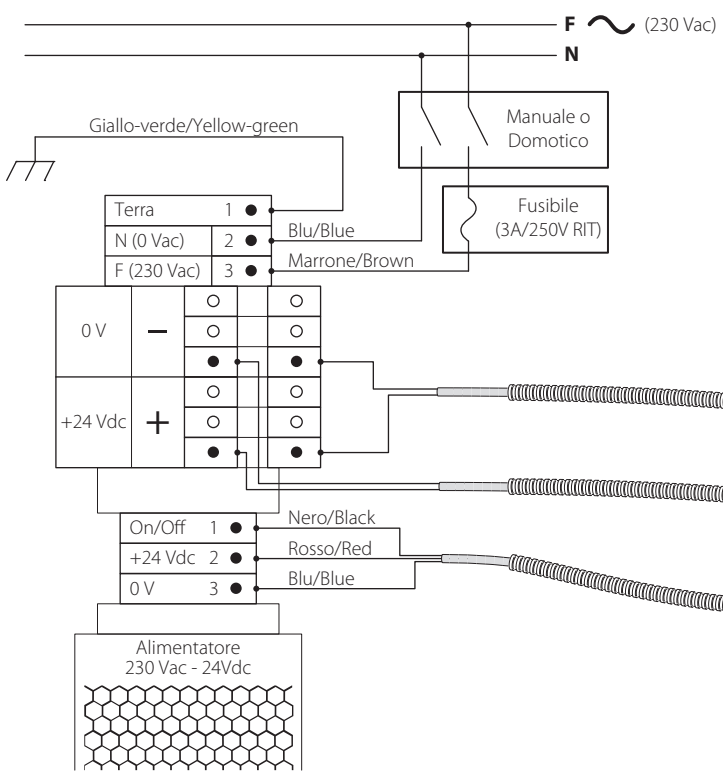 F (230 Vac)
N
Manuale o
Domotico
Giallo-verde/Yellow-green
Fusibile
(3A/250V RIT)
Terra 1
Blu/Blue
N (0 Vac) 2
Marrone/Brown
F (230 Vac) 3
0 V −
+24 Vdc +
Nero/Black
On/Off 1
Rosso/Red
+24 Vdc 2
Blu/Blue
0 V 3
Alimentatore
230 Vac - 24Vdc